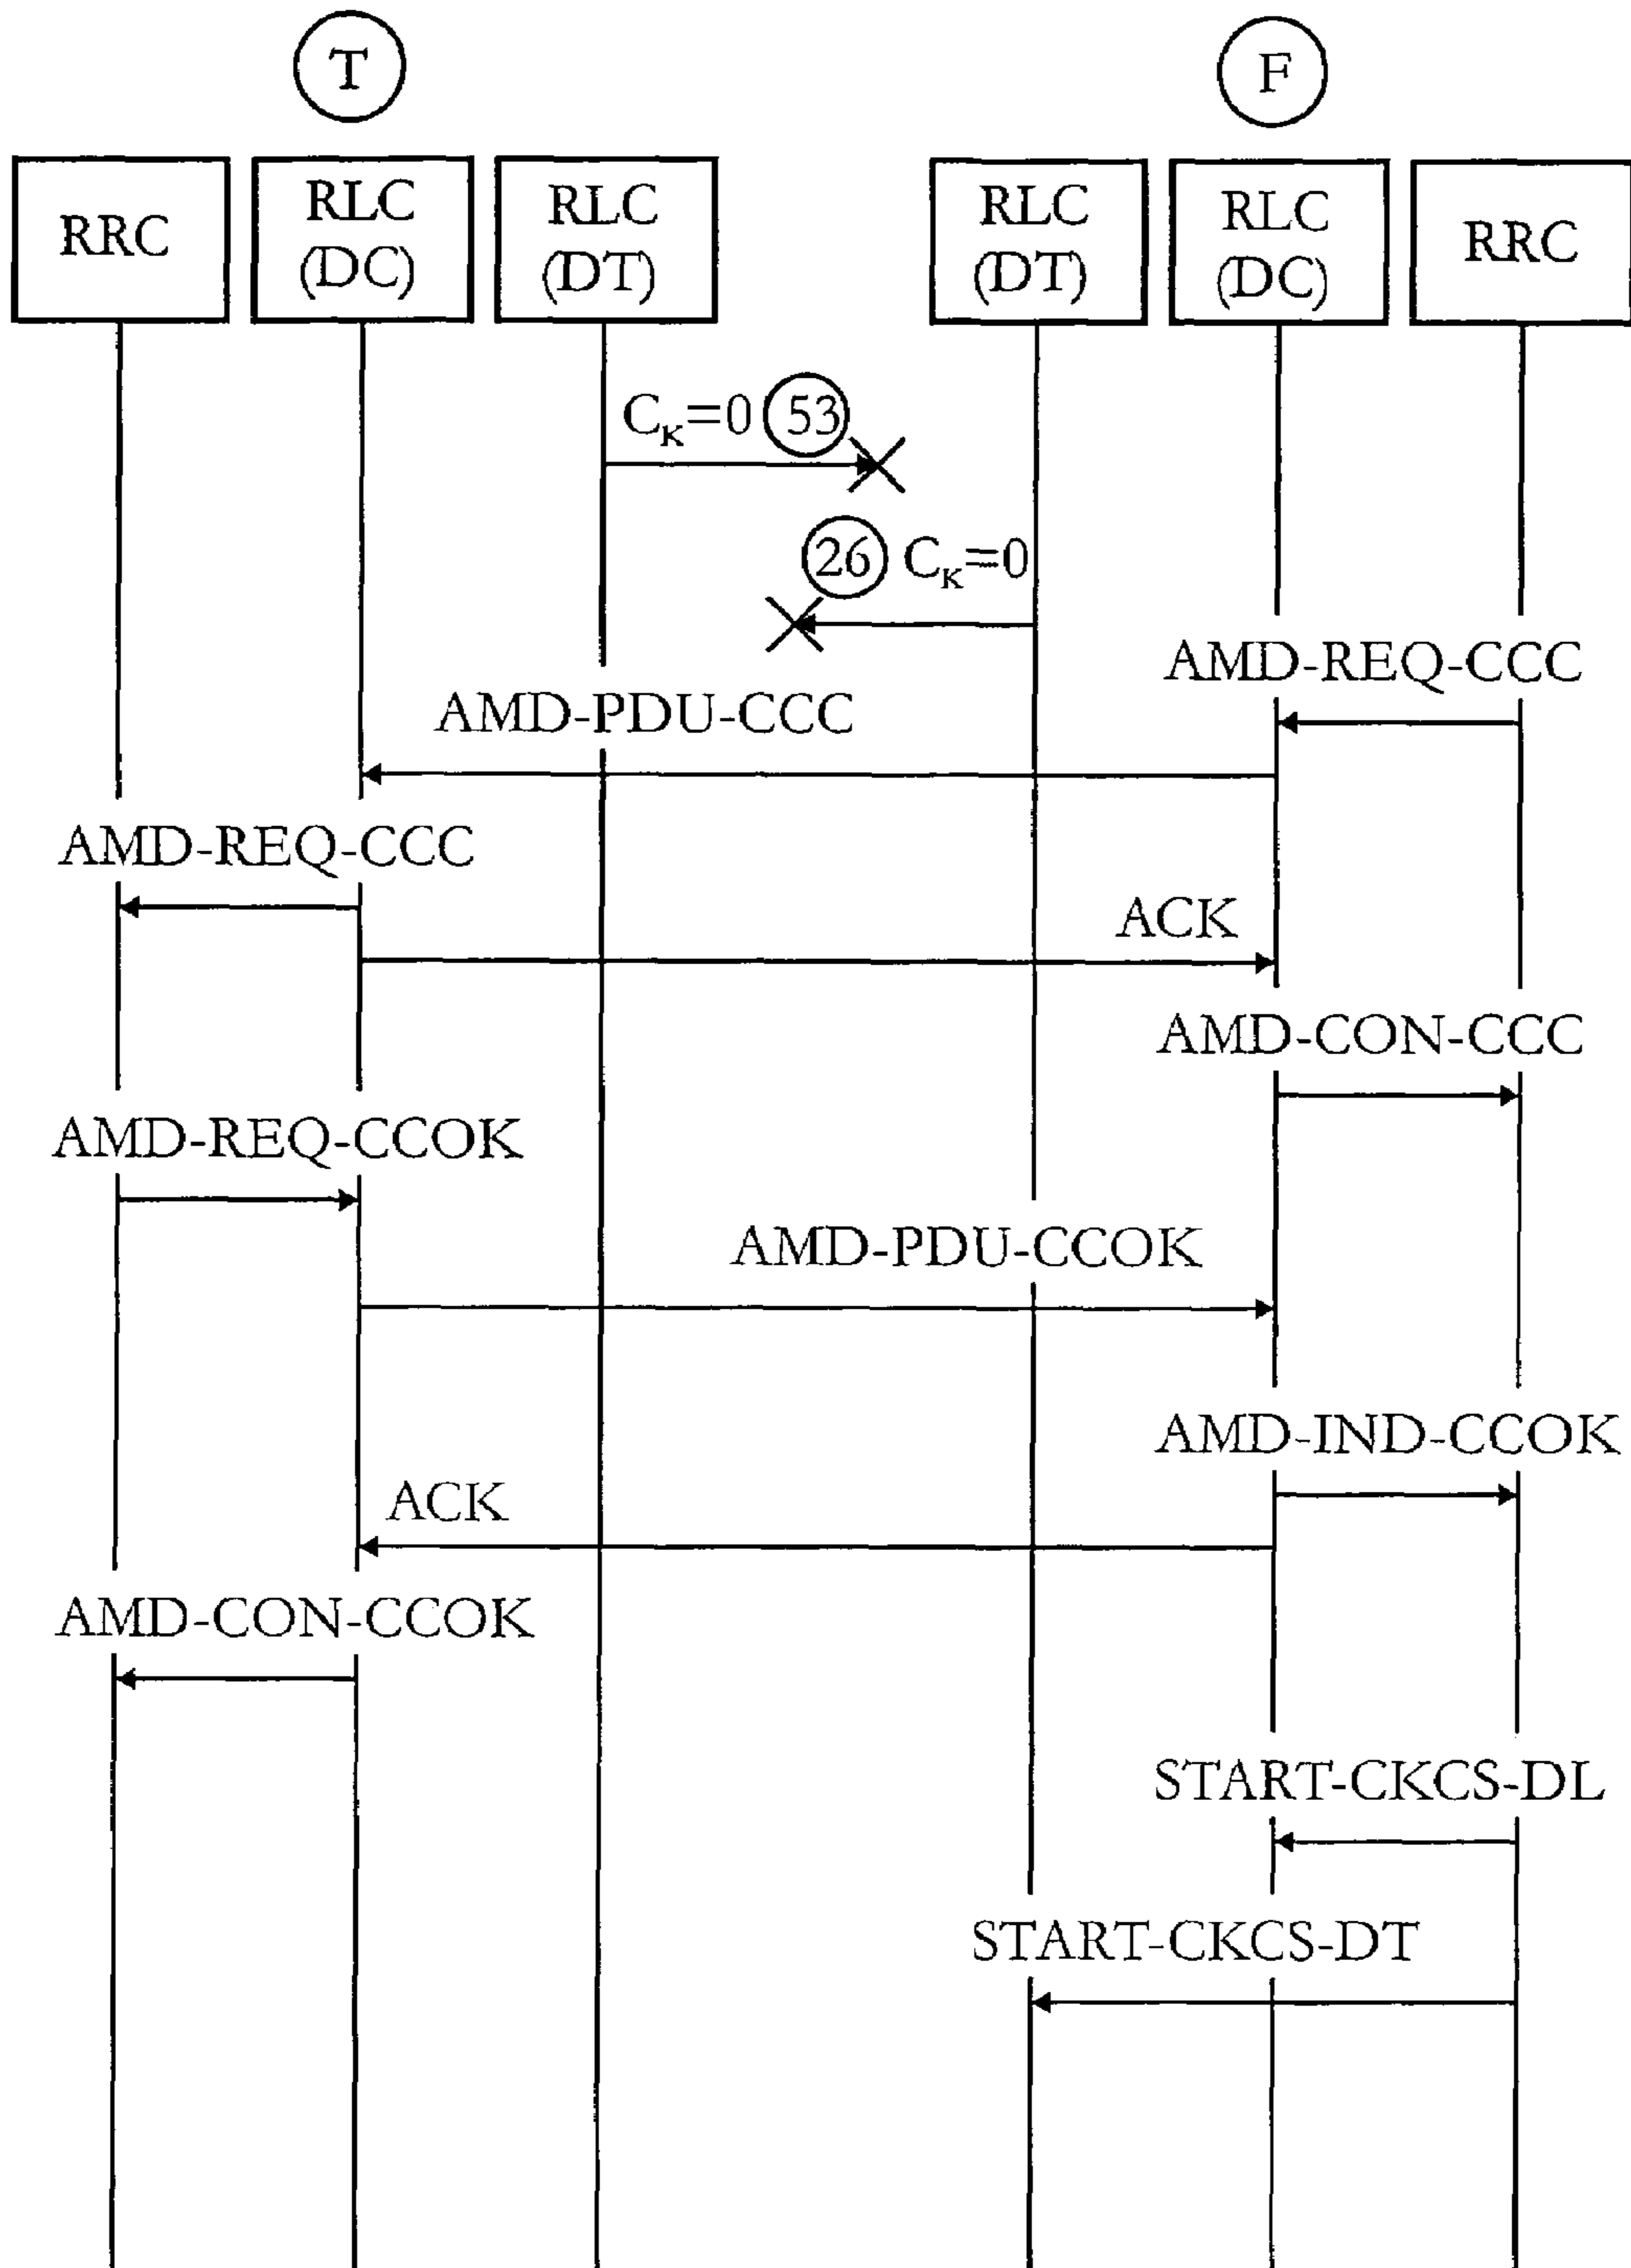 T
F
RRC
RLC
(DC)
RLC
(DT)
RLC
(DT)
RLC
(DC)
RRC
CK=0 53
26 CK=0
AMD-REQ-CCC
AMD-PDU-CCC
AMD-REQ-CCC
ACK
AMD-CON-CCC
AMD-REQ-CCOK
AMD-PDU-CCOK
AMD-IND-CCOK
ACK
AMD-CON-CCOK
START-CKCS-DL
START-CKCS-DT